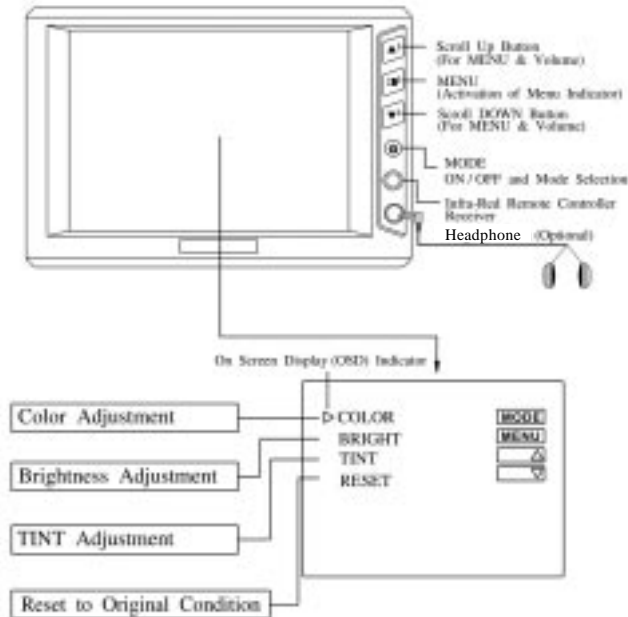 Scroll Up Button
(For MENU & Volume)
MENU
(Activation of Menu Indicator)
Scroll DOWN Button
(For MENU & Volume)
MODE
ON/OFF and Mode Selection
Infra-Red Remote Controller
Receiver
Headphone (Optional)
On Screen Display (OSD) Indicator
Color Adjustment
Brightness Adjustment
TINT Adjustment
Reset to Original Condition
COLOR
BRIGHT
TINT
RESET
MODE
MENU